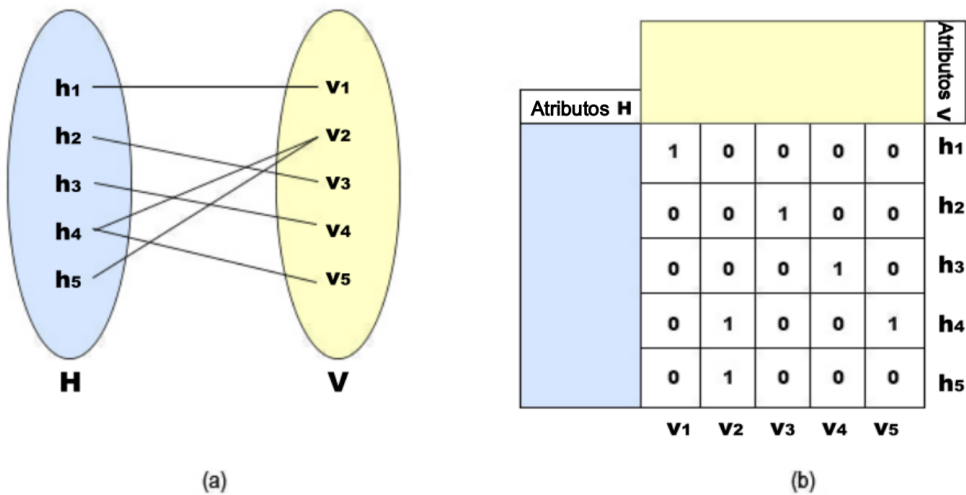 h1 v1
h2 v2
h3 v3
h4 v4
h5 v5
H V
(a)
Atributos V
Atributos H
1 0 0 0 0 h1
0 0 1 0 0 h2
0 0 0 1 0 h3
0 1 0 0 1 h4
0 1 0 0 0 h5
v1 v2 v3 v4 v5
(b)